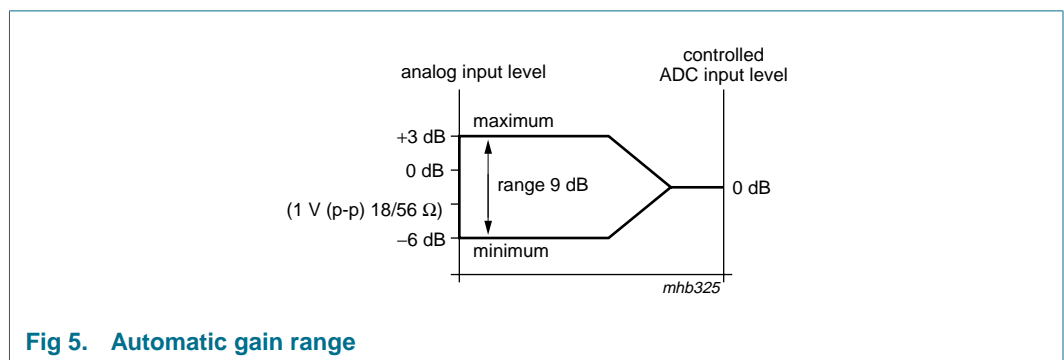 analog input level
controlled
ADC input level
maximum
+3 dB
0 dB
range 9 dB
0 dB
(1 V (p-p) 18/56 Ω)
−6 dB
minimum
mhb325
Fig 5. Automatic gain range